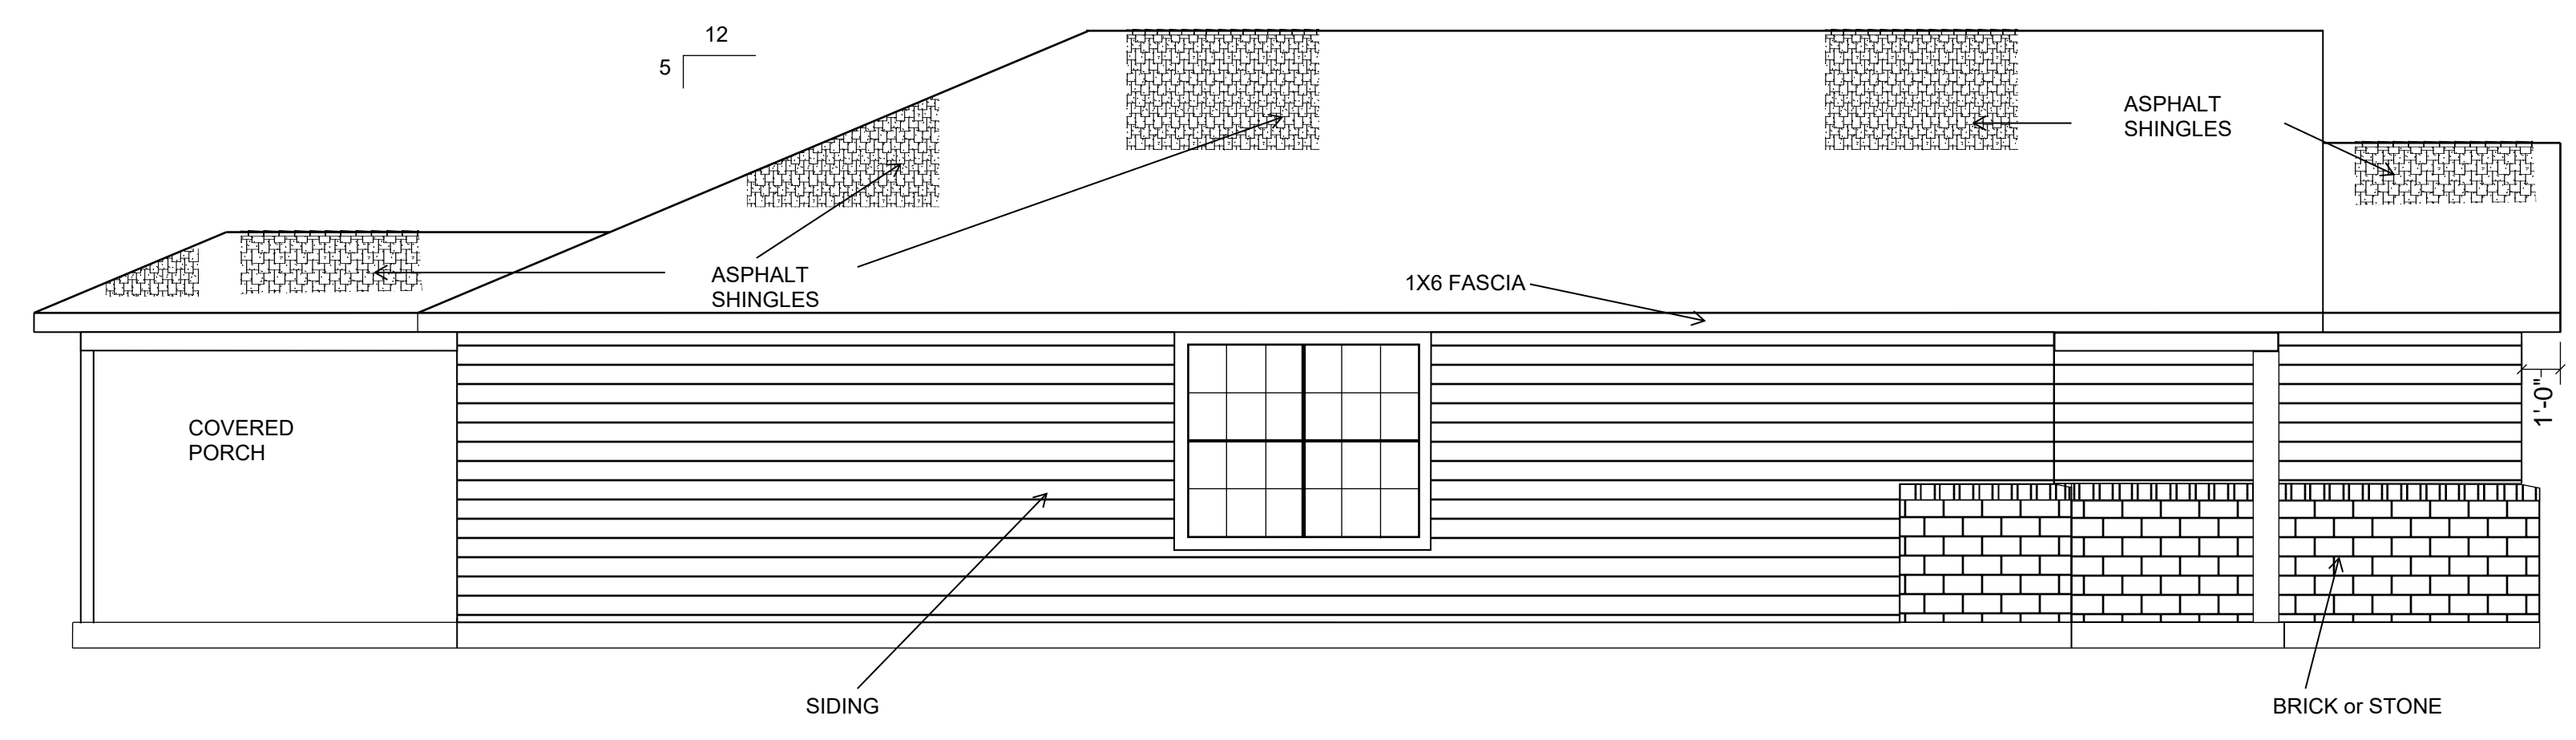 12
5
ASPHALT
SHINGLES
ASPHALT
SHINGLES
1X6 FASCIA
COVERED
PORCH
1'-0"
SIDING
BRICK or STONE